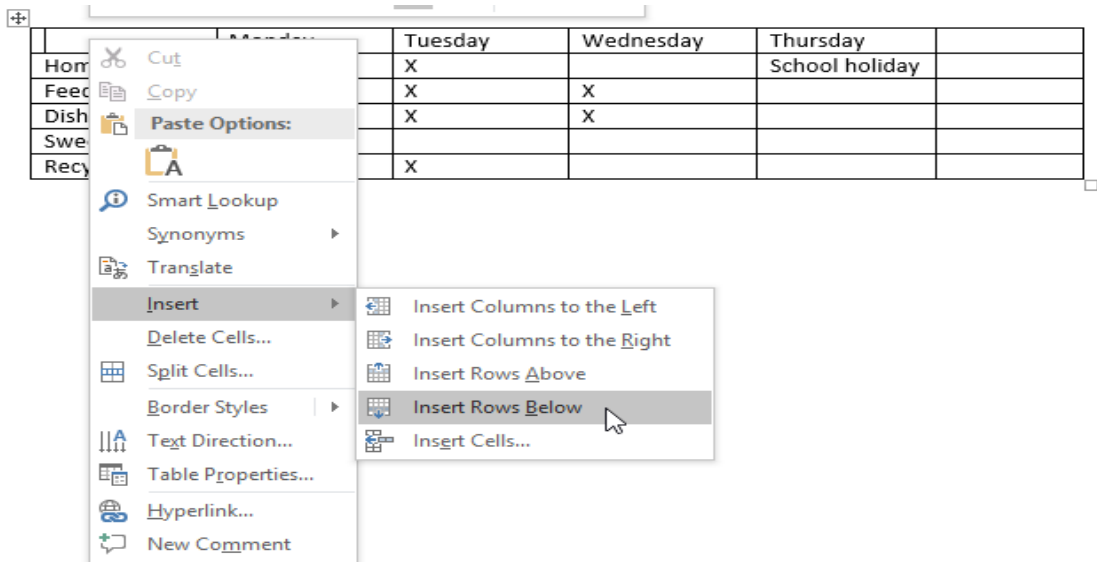 Tuesday Wednesday Thursday
Hom X School holiday
Feed X X
Dish X X
Swe
Recy X
Cut
Copy
Paste Options:
A
Smart Lookup
Synonyms
Translate
Insert
Delete Cells...
Split Cells...
Border Styles
Text Direction...
Table Properties...
Hyperlink...
New Comment
Insert Columns to the Left
Insert Columns to the Right
Insert Rows Above
Insert Rows Below
Insert Cells...